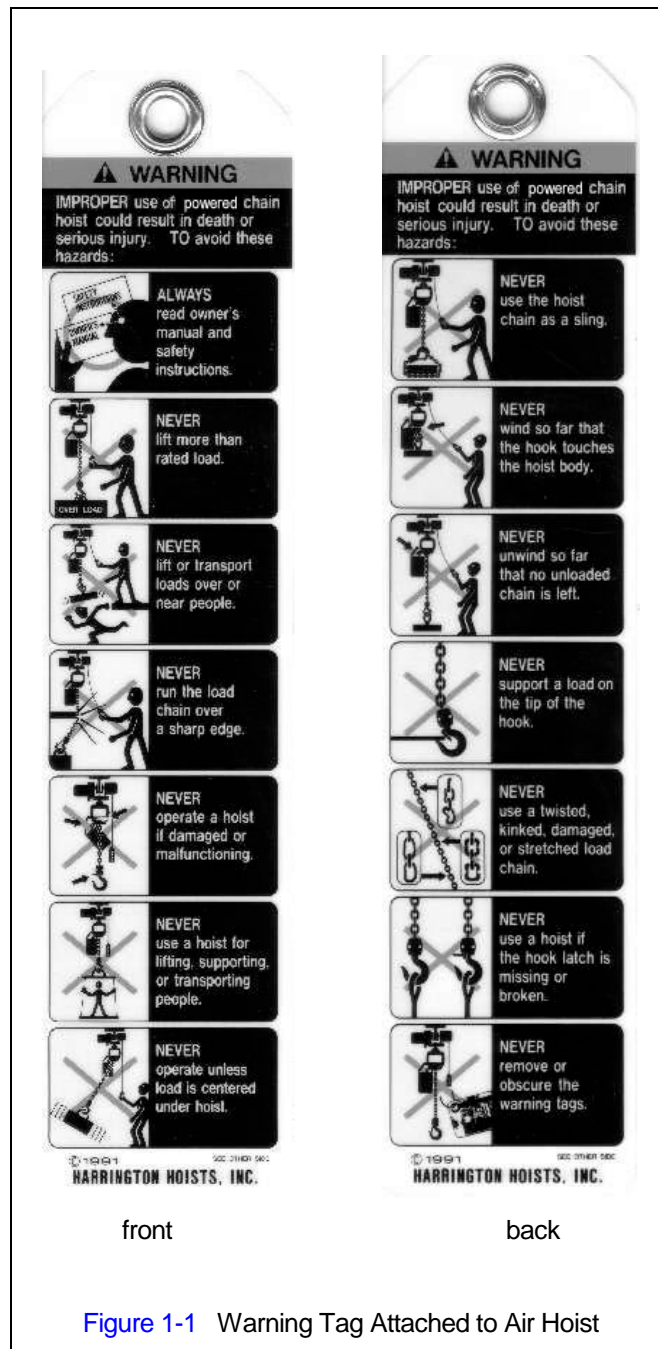 WARNING
IMPROPER use of powered chain
hoist could result in death or
serious injury. TO avoid these
hazards:
SAFETY
INSTRUCTIONS
OWNER'S
MANUAL
ALWAYS
read owner's
manual and
safety
instructions.
NEVER
lift more than
rated load.
OVER LOAD
NEVER
lift or transport
loads over or
near people.
NEVER
run the load
chain over
a sharp edge.
NEVER
operate a hoist
if damaged or
malfunctioning.
NEVER
use a hoist for
lifting, supporting,
or transporting
people.
NEVER
operate unless
load is centered
under hoist.
©1991 SEE OTHER SIDE
HARRINGTON HOISTS, INC.
front
WARNING
IMPROPER use of powered chain
hoist could result in death or
serious injury. TO avoid these
hazards:
NEVER
use the hoist
chain as a sling.
NEVER
wind so far that
the hook touches
the hoist body.
NEVER
unwind so far
that no unloaded
chain is left.
NEVER
support a load on
the tip of the
hook.
NEVER
use a twisted,
kinked, damaged,
or stretched load
chain.
NEVER
use a hoist if
the hook latch is
missing or
broken.
NEVER
remove or
obscure the
warning tags.
©1991 SEE OTHER SIDE
HARRINGTON HOISTS, INC.
back
Figure 1-1 Warning Tag Attached to Air Hoist